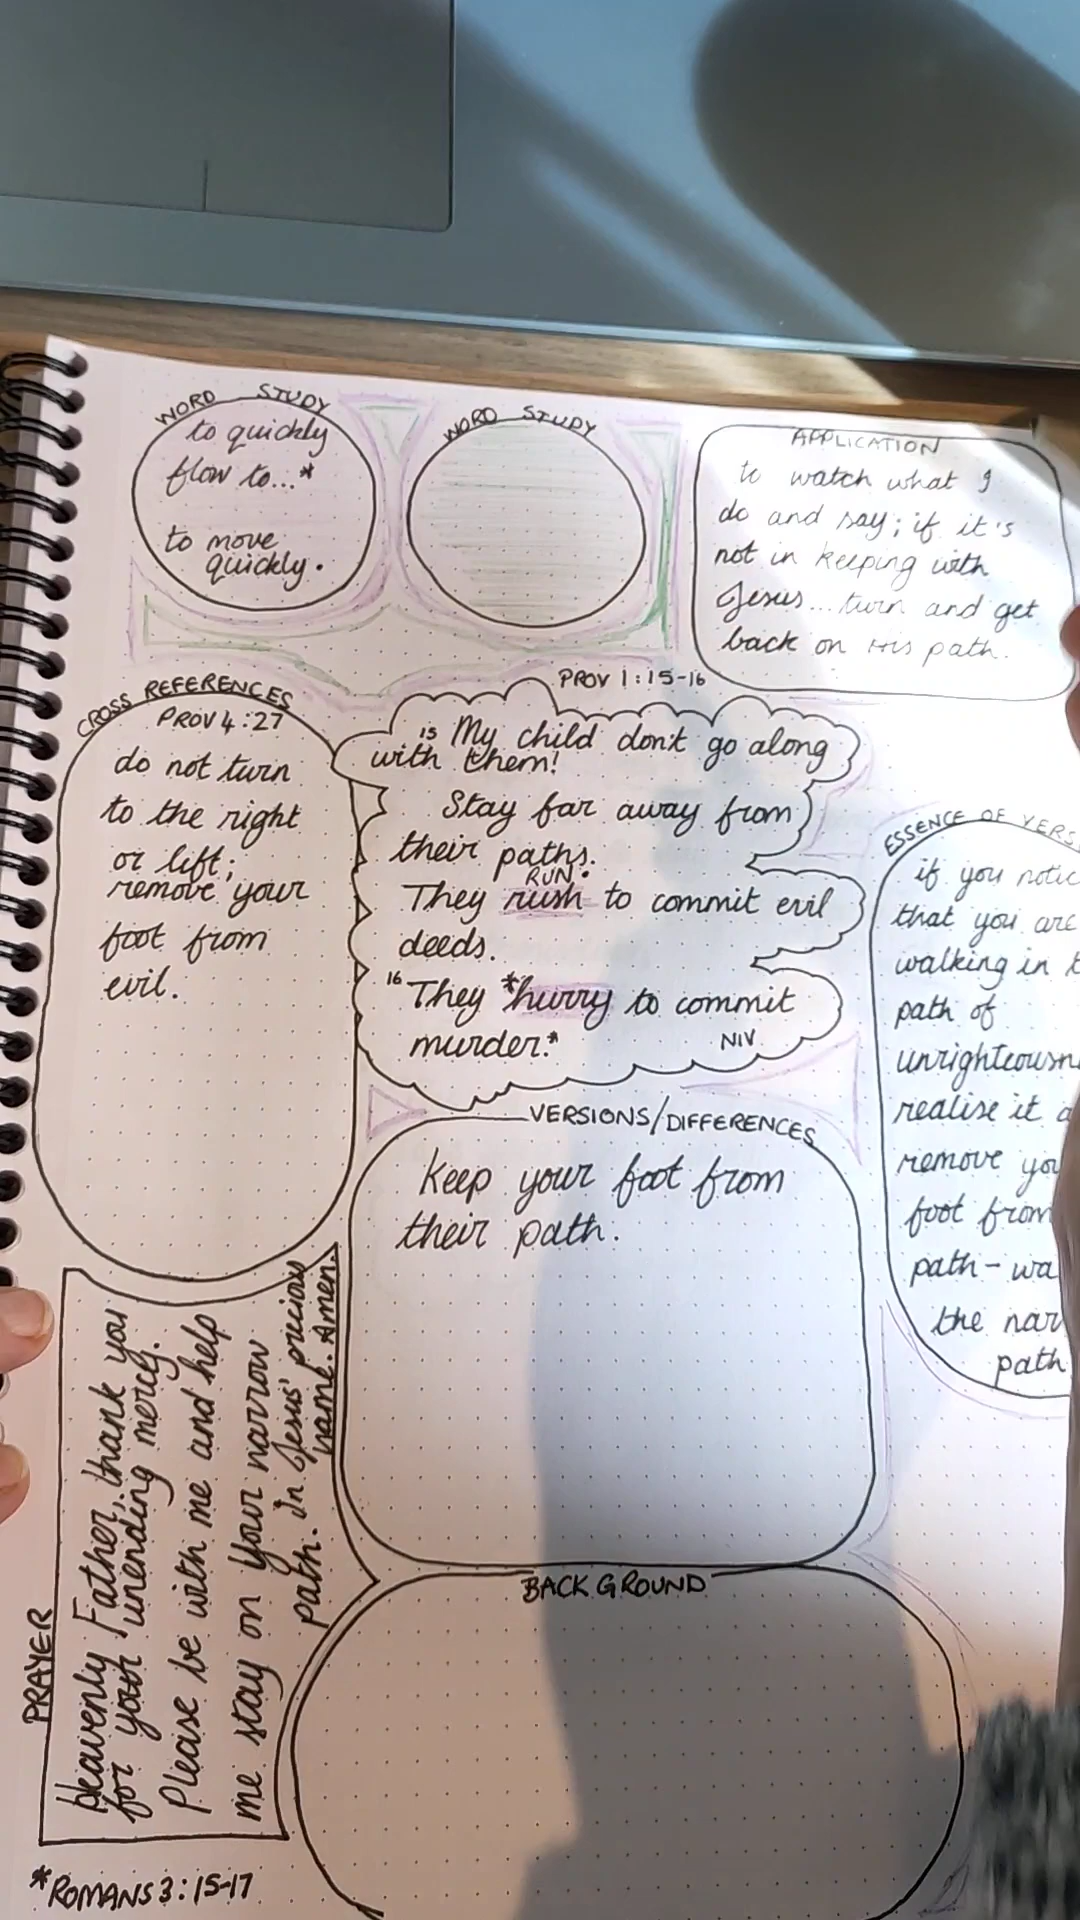 WORD STUDY
to quickly
flow to...*
to move
quickly.
WORD STUDY
APPLICATION
to watch what I
do and say; if it's
not in keeping with
Jesus... turn and get
back on His path.
CROSS REFERENCES
PROV 4:27
do not turn
to the right
or left;
remove your
foot from
evil.
PROV 1:15-16
15 My child don't go along
with them!
Stay far away from
their paths.
RUN.
They rush to commit evil
deeds.
16 They *hurry to commit
murder.*
NIV
ESSENCE OF VERS
if you notic
that you are
walking in t
path of
unrighteousn
realise it a
remove you
foot from
path - wa
the nar
path
VERSIONS/DIFFERENCES
Keep your foot from
their path.
PRAYER
heavenly Father, thank you
for your unending mercy.
Please be with me and help
me stay on your narrow
path. In Jesus' precious
name. Amen.
BACKGROUND
*ROMANS 3:15-17